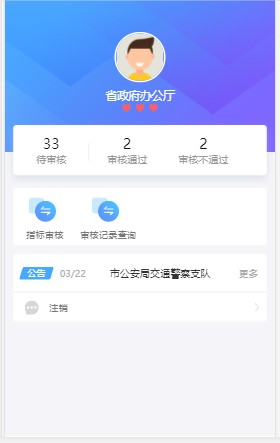 省政府办公厅
33 2 2
待审核 审核通过 审核不通过
指标审核 审核记录查询
公告 03/22 市公安局交通警察支队 更多
注销